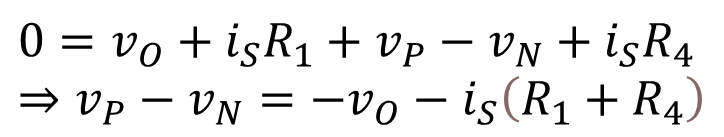 0 = v_O + i_S R_1 + v_P − v_N + i_S R_4
⇒ v_P − v_N = −v_O − i_S(R_1 + R_4)